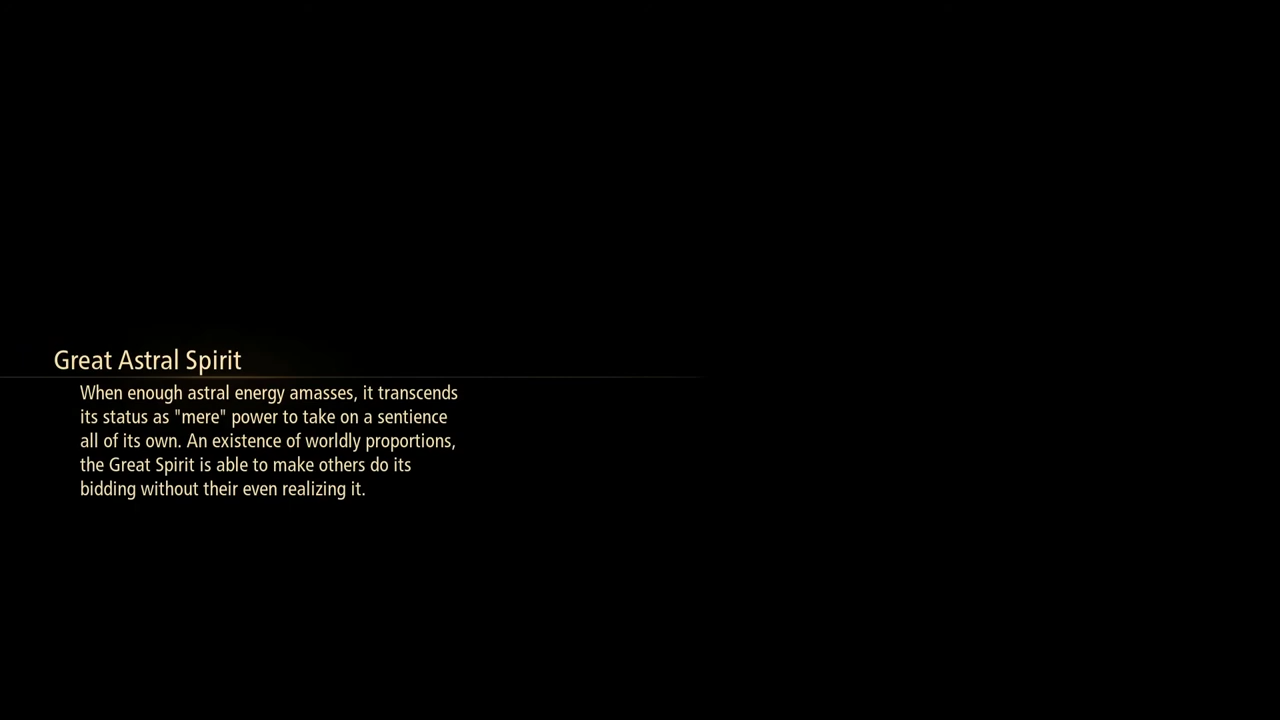 Great Astral Spirit
When enough astral energy amasses, it transcends
its status as "mere" power to take on a sentience
all of its own. An existence of worldly proportions,
the Great Spirit is able to make others do its
bidding without their even realizing it.